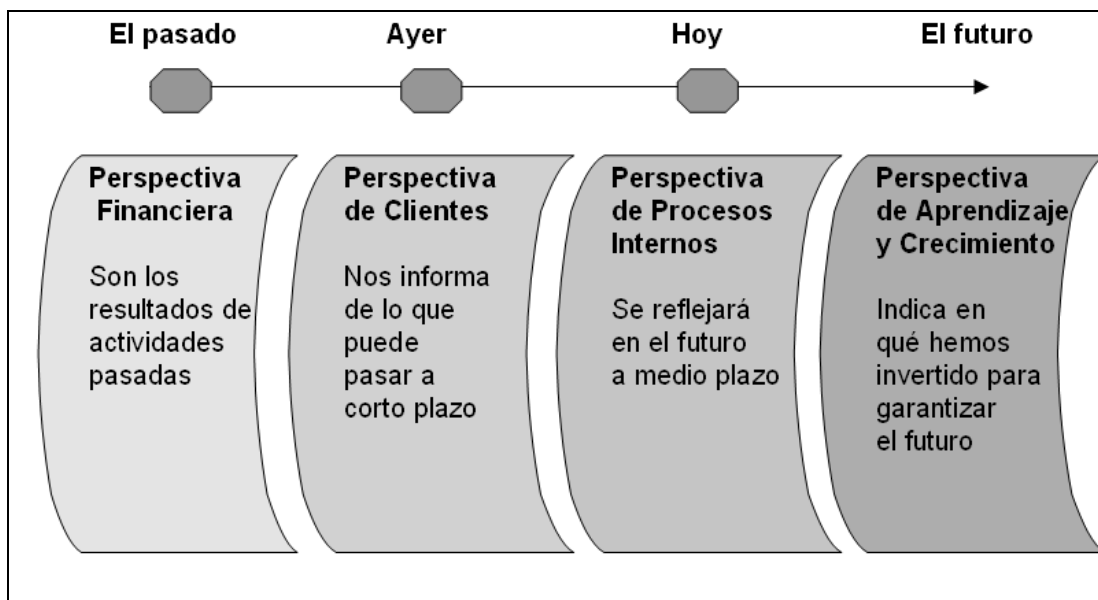 El pasado
Ayer
Hoy
El futuro
Perspectiva
Financiera
Son los
resultados de
actividades
pasadas
Perspectiva
de Clientes
Nos informa
de lo que
puede
pasar a
corto plazo
Perspectiva
de Procesos
Internos
Se reflejará
en el futuro
a medio plazo
Perspectiva
de Aprendizaje
y Crecimiento
Indica en
qué hemos
invertido para
garantizar
el futuro